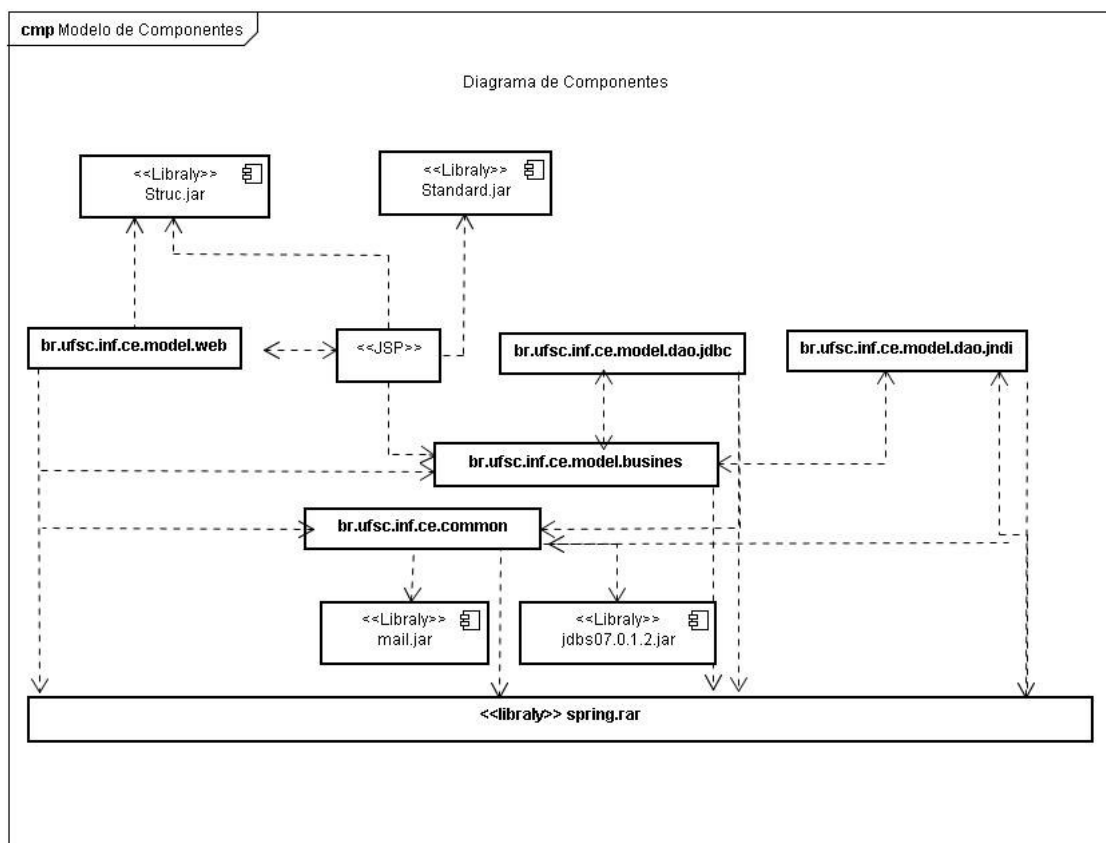 cmp Modelo de Componentes
Diagrama de Componentes
<<Libraly>>
Struc.jar
<<Libraly>>
Standard.jar
br.ufsc.inf.ce.model.web
<<JSP>>
br.ufsc.inf.ce.model.dao.jdbc
br.ufsc.inf.ce.model.dao.jndi
br.ufsc.inf.ce.model.busines
br.ufsc.inf.ce.common
<<Libraly>>
mail.jar
<<Libraly>>
jdbs07.0.1.2.jar
<<libraly>> spring.rar